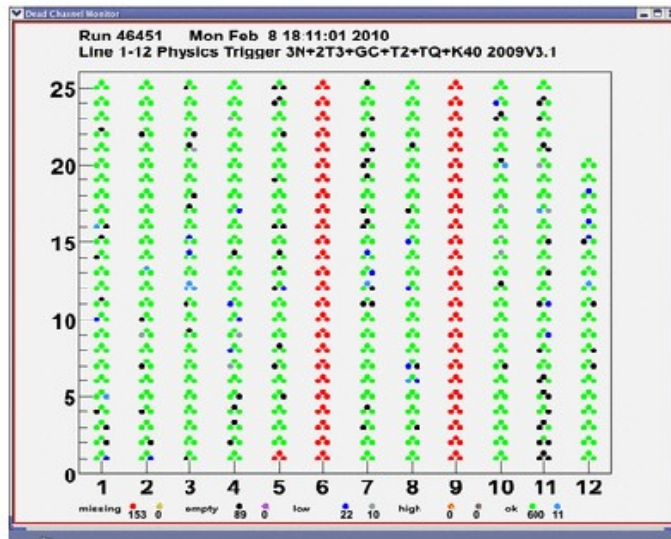 Dead Channel Monitor
Run 46451 Mon Feb 8 18:11:01 2010
Line 1-12 Physics Trigger 3N+2T3+GC+T2+TQ+K40 2009V3.1
25
20
15
10
5
0
1 2 3 4 5 6 7 8 9 10 11 12
missing empty low high ok
153 0 89 0 22 10 0 0 600 11